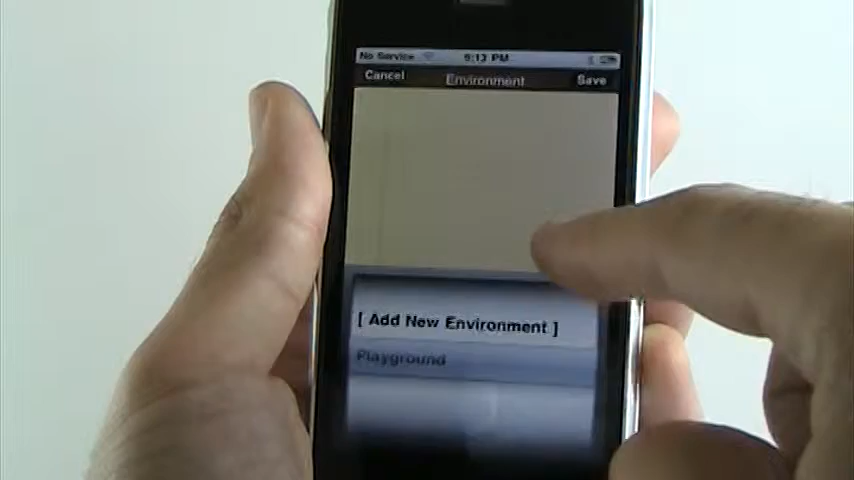 No Service 9:13 PM
Cancel Environment Save
[ Add New Environment ]
Playground